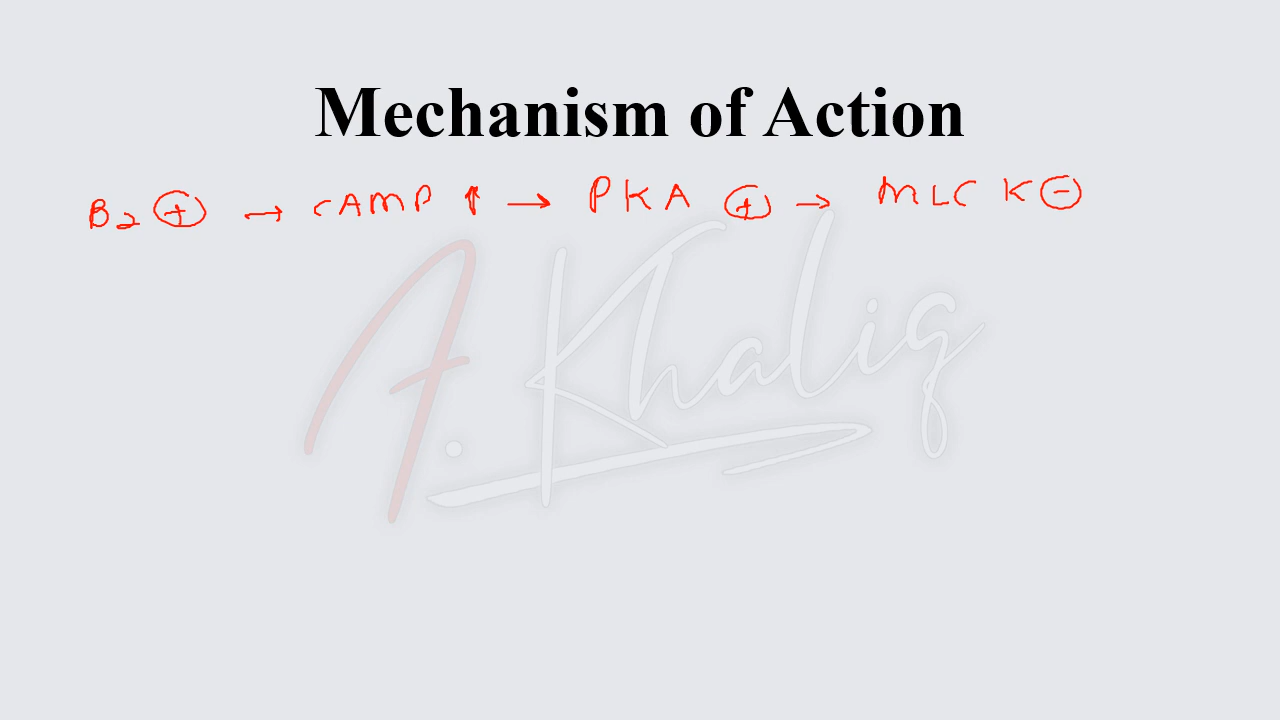 Mechanism of Action
B2 ⊕ → cAMP ↑ → PKA ⊕ → MLCK ⊖
A. Khaliq